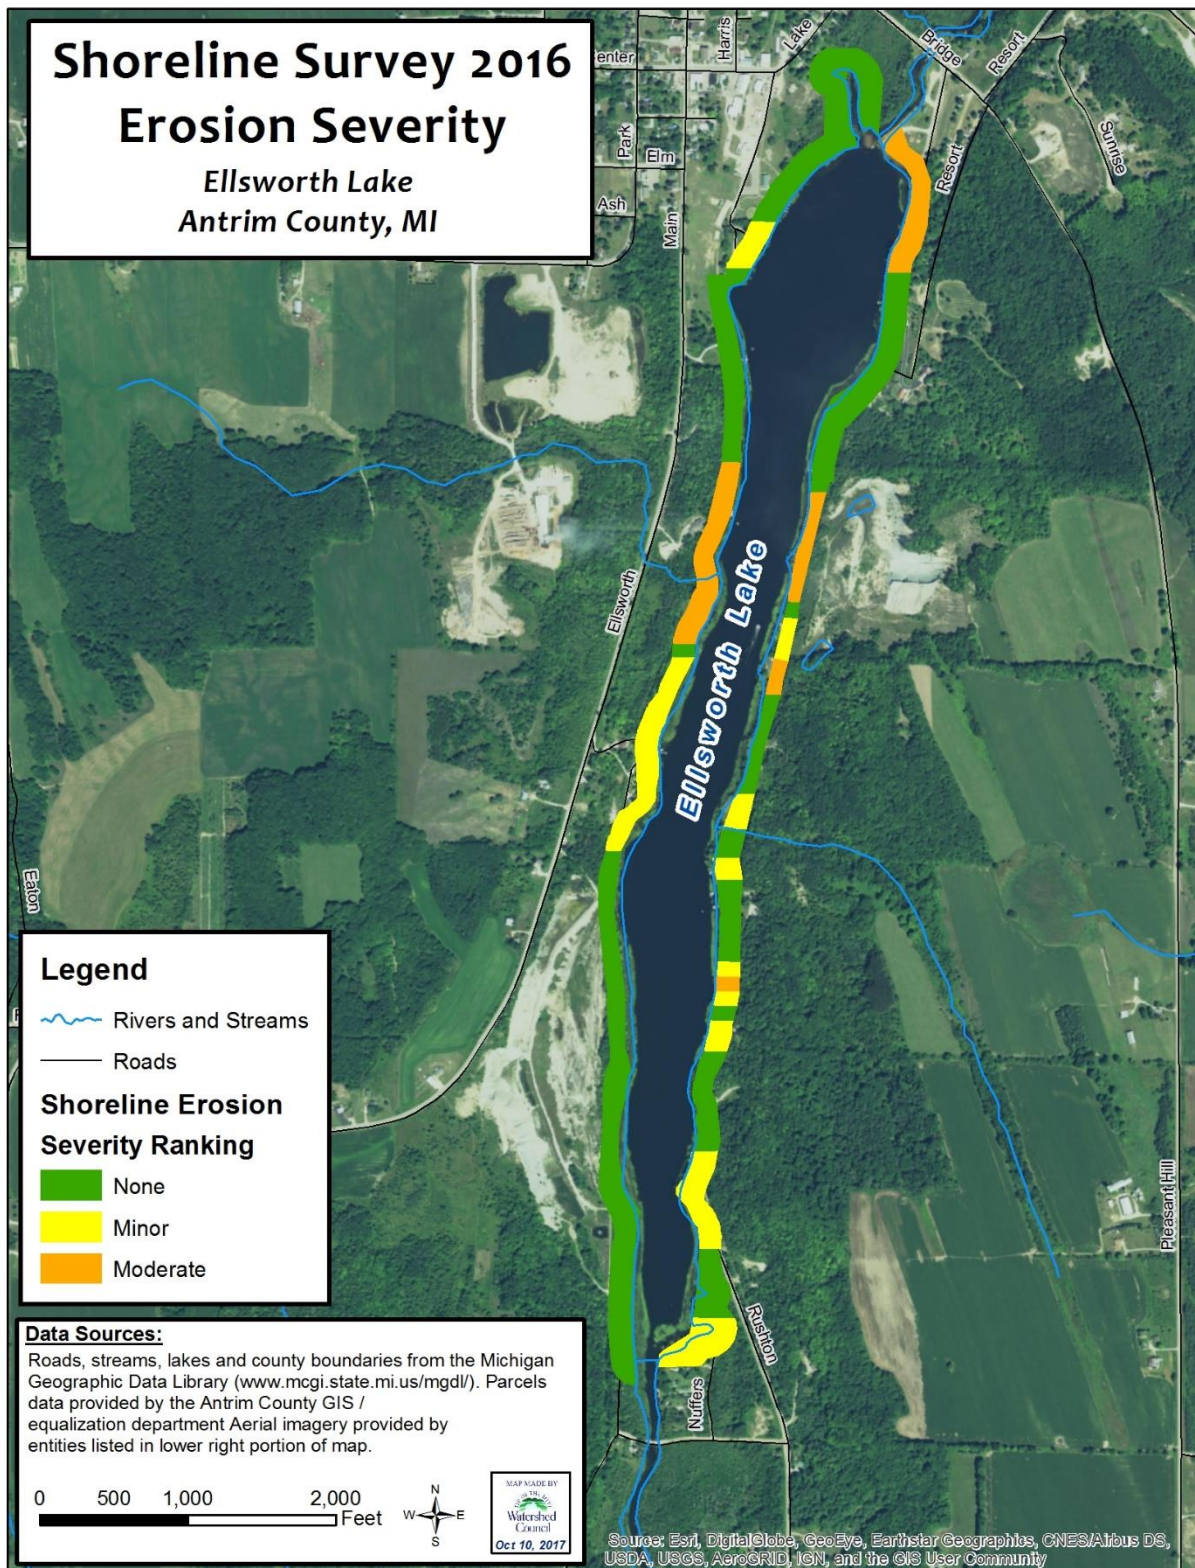 Shoreline Survey 2016
Erosion Severity
Ellsworth Lake
Antrim County, MI
enter
Harris
Lake
Bridge
Resort
Park
Elm
Sunrise
Resort
Ash
Main
Ellsworth
Ellsworth Lake
Eaton
Pleasant Hill
Rushton
Nuffers
Legend
Rivers and Streams
Roads
Shoreline Erosion
Severity Ranking
None
Minor
Moderate
Data Sources:
Roads, streams, lakes and county boundaries from the Michigan
Geographic Data Library (www.mcgi.state.mi.us/mgdl/). Parcels
data provided by the Antrim County GIS /
equalization department Aerial imagery provided by
entities listed in lower right portion of map.
0 500 1,000 2,000
Feet
N
W E
S
MAP MADE BY
Watershed
Council
Oct 10, 2017
Source: Esri, DigitalGlobe, GeoEye, Earthstar Geographics, CNES/Airbus DS,
USDA, USGS, AeroGRID, IGN, and the GIS User Community